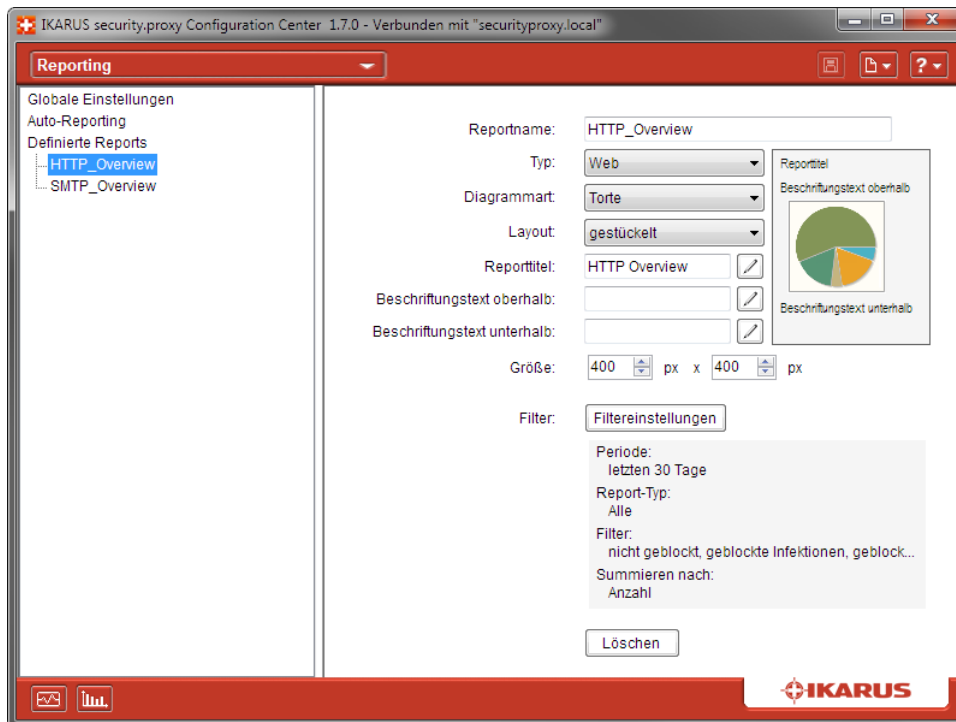 IKARUS security.proxy Configuration Center 1.7.0 - Verbunden mit "securityproxy.local"
Reporting
?
Globale Einstellungen
Auto-Reporting
Definierte Reports
HTTP_Overview
SMTP_Overview
Reportname: HTTP_Overview
Typ: Web
Diagrammart: Torte
Layout: gestückelt
Reporttitel: HTTP Overview
Beschriftungstext oberhalb:
Beschriftungstext unterhalb:
Reporttitel
Beschriftungstext oberhalb
Beschriftungstext unterhalb
Größe: 400 px x 400 px
Filter: Filtereinstellungen
Periode:
letzten 30 Tage
Report-Typ:
Alle
Filter:
nicht geblockt, geblockte Infektionen, geblock...
Summieren nach:
Anzahl
Löschen
IKARUS